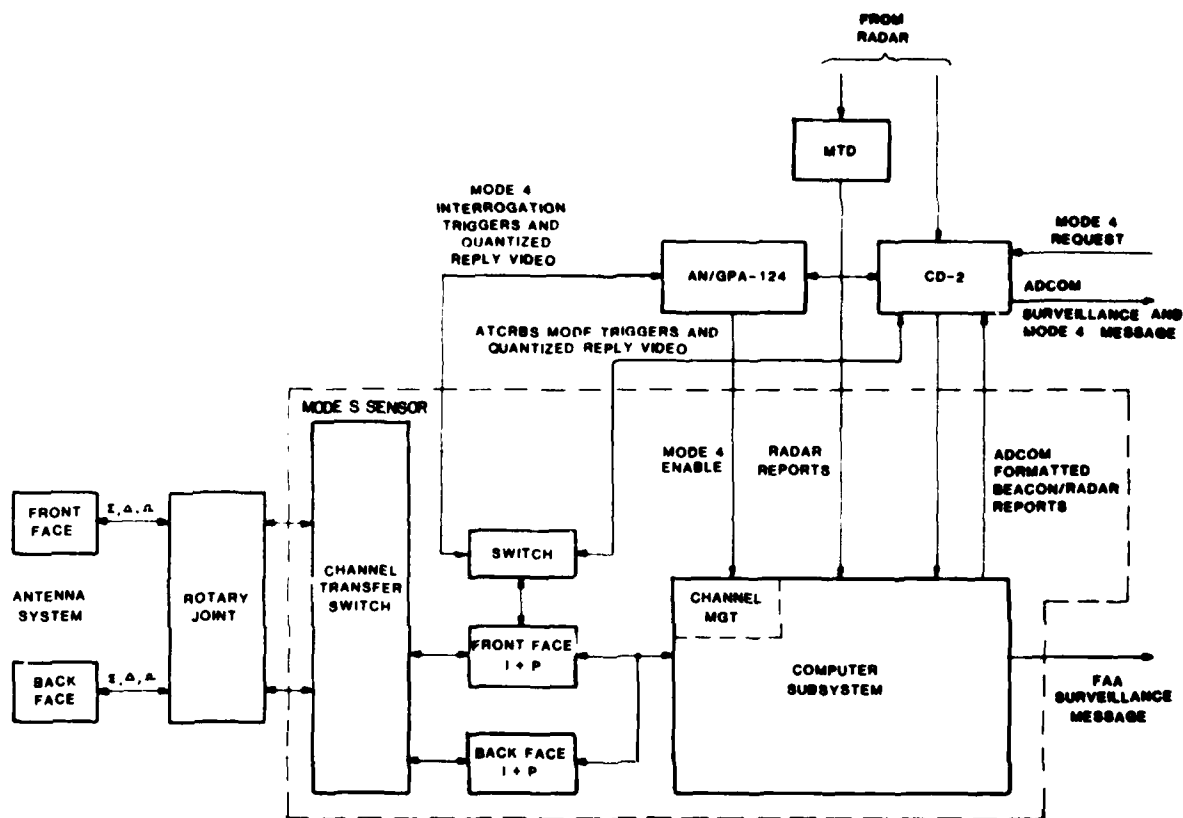 FROM
RADAR
MTD
MODE 4
INTERROGATION
TRIGGERS AND
QUANTIZED
REPLY VIDEO
MODE 4
REQUEST
AN/GPA-124
CD-2
ADCOM
SURVEILLANCE AND
MODE 4 MESSAGE
ATCRBS MODE TRIGGERS AND
QUANTIZED REPLY VIDEO
MODE S SENSOR
MODE 4
ENABLE
RADAR
REPORTS
ADCOM
FORMATTED
BEACON/RADAR
REPORTS
FRONT
FACE
Σ, Δ, Ω
ANTENNA
SYSTEM
BACK
FACE
Σ, Δ, Ω
ROTARY
JOINT
CHANNEL
TRANSFER
SWITCH
SWITCH
FRONT FACE
I + P
BACK FACE
I + P
CHANNEL
MGT
COMPUTER
SUBSYSTEM
FAA
SURVEILLANCE
MESSAGE